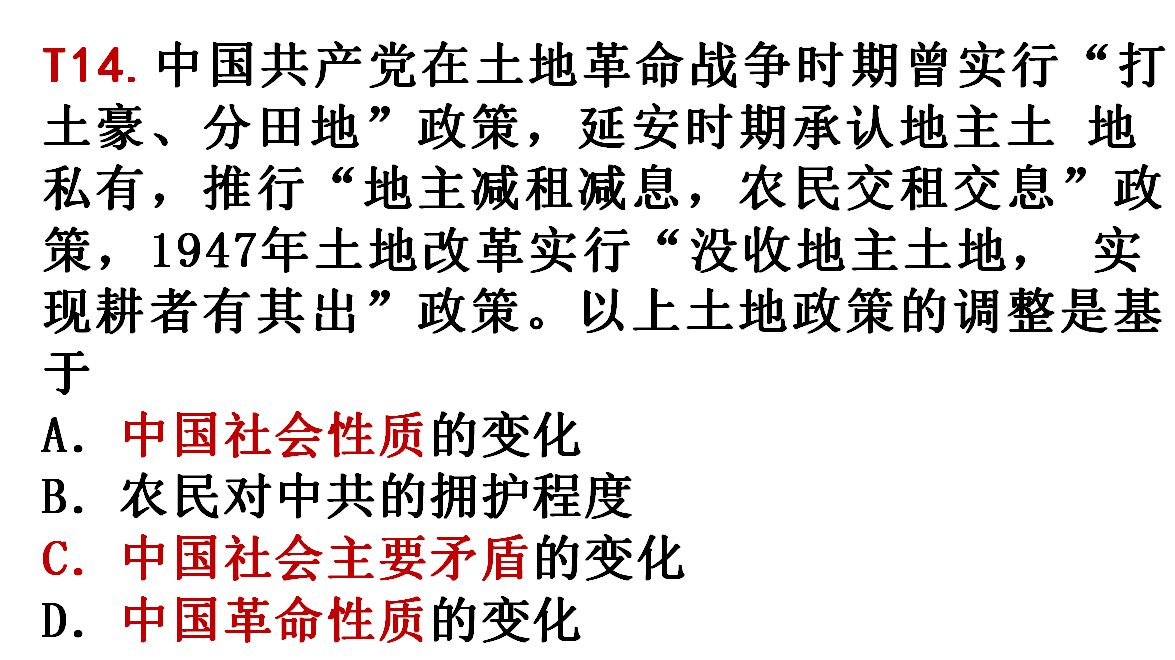 T14.中国共产党在土地革命战争时期曾实行“打
土豪、分田地”政策，延安时期承认地主土 地
私有，推行“地主减租减息，农民交租交息”政
策，1947年土地改革实行“没收地主土地， 实
现耕者有其出”政策。以上土地政策的调整是基
于
A. 中国社会性质的变化
B. 农民对中共的拥护程度
C. 中国社会主要矛盾的变化
D. 中国革命性质的变化